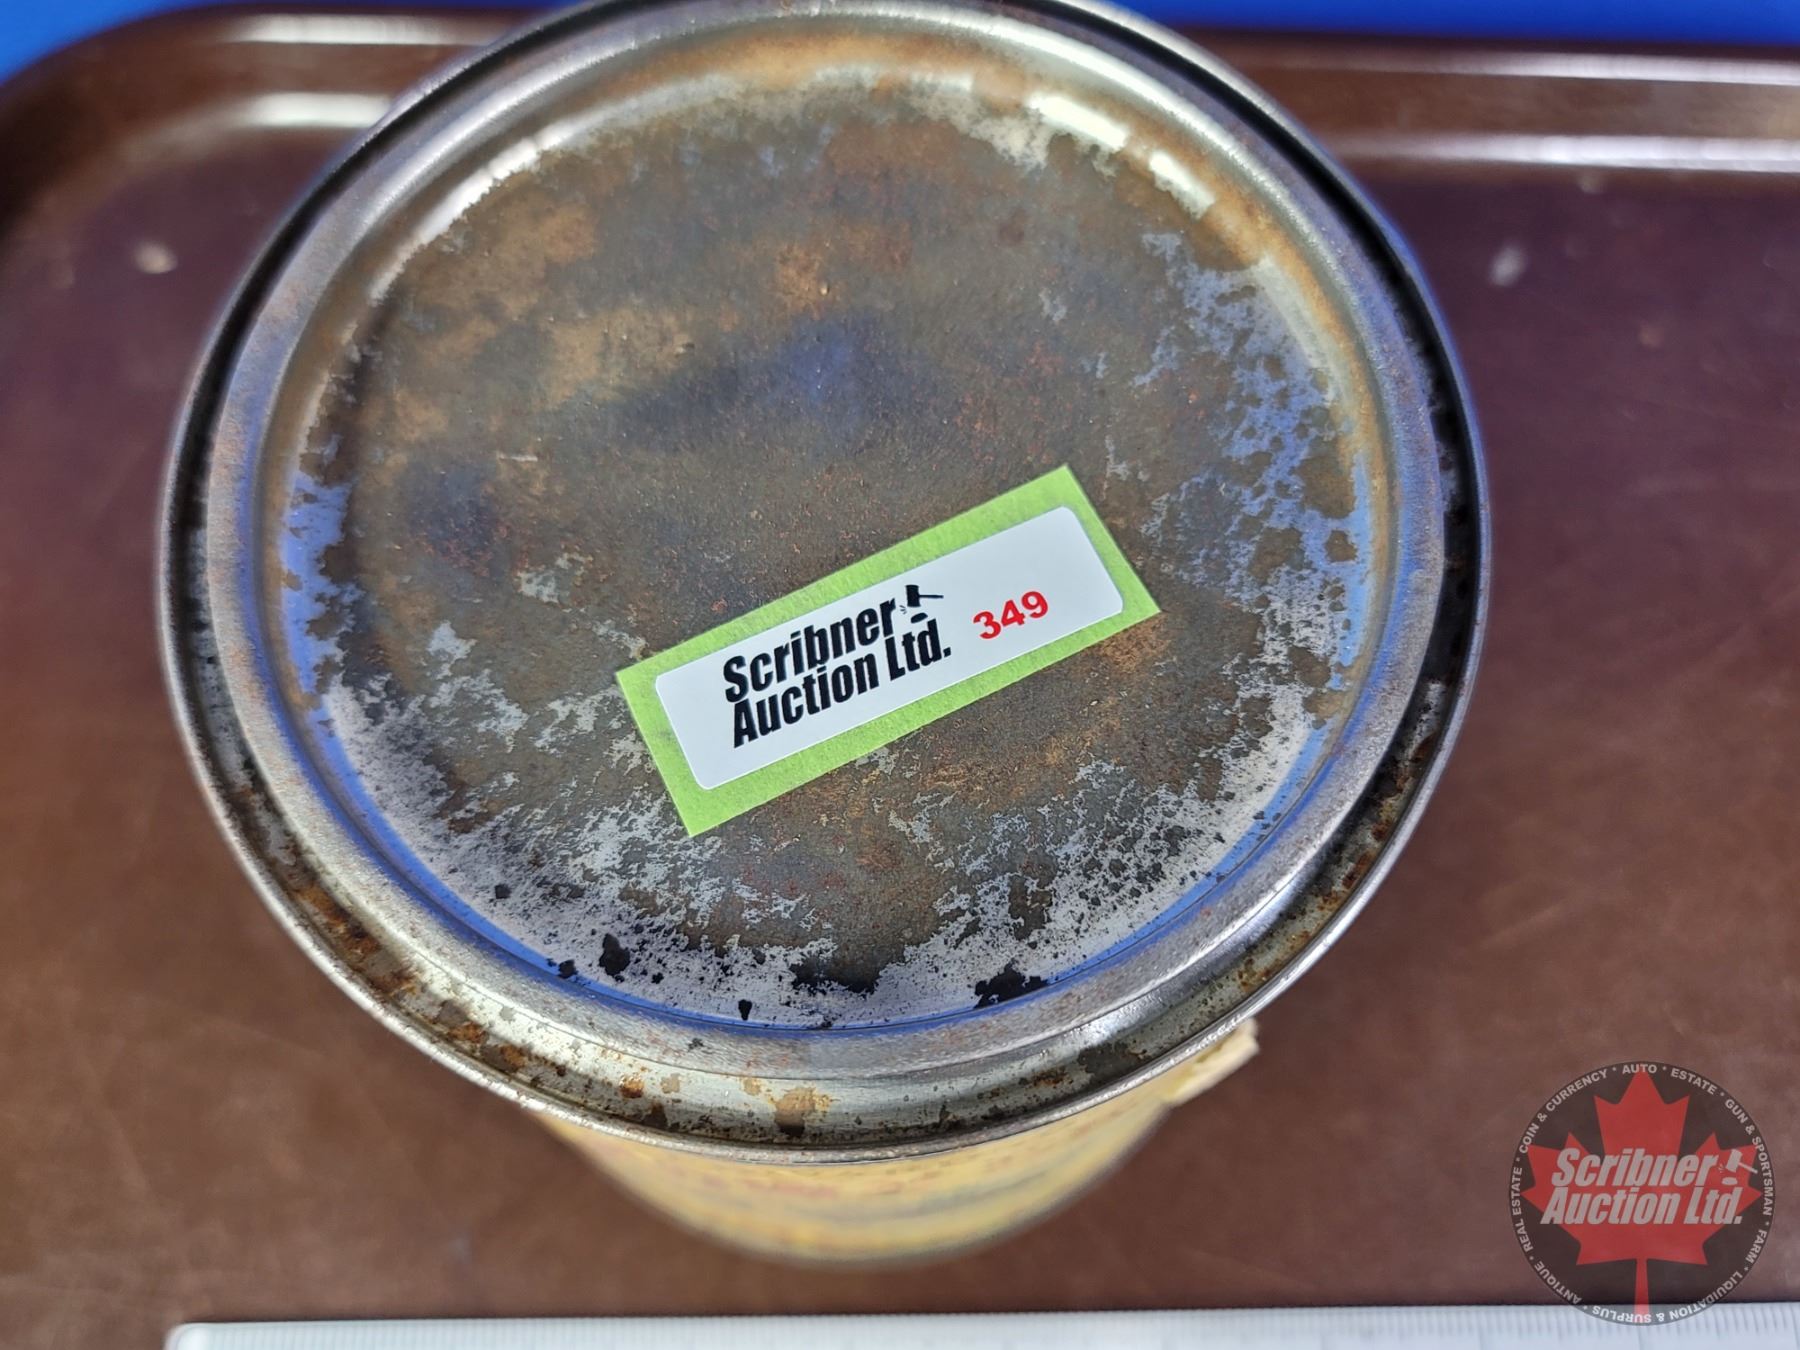 Scribner
Auction Ltd.
349
COIN & CURRENCY * AUTO * ESTATE * GUN & SPORTSMAN * FARM * LIQUIDATION & SURPLUS * ANTIQUE * REAL ESTATE *
Scribner
Auction Ltd.